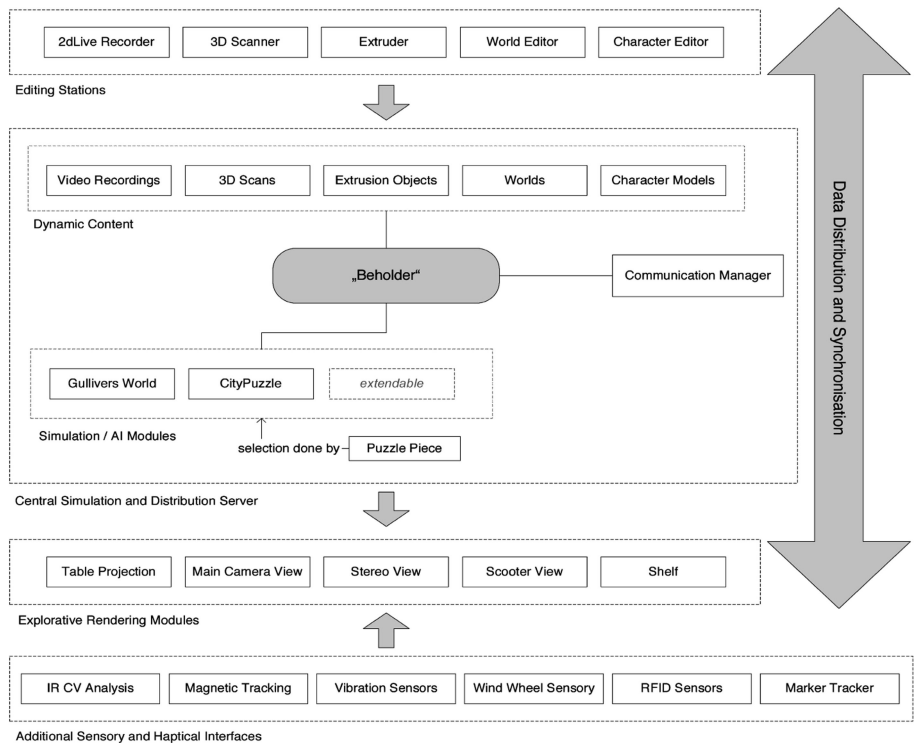 2dLive Recorder
3D Scanner
Extruder
World Editor
Character Editor
Editing Stations
Video Recordings
3D Scans
Extrusion Objects
Worlds
Character Models
Dynamic Content
„Beholder“
Communication Manager
Gullivers World
CityPuzzle
extendable
Simulation / AI Modules
selection done by
Puzzle Piece
Central Simulation and Distribution Server
Table Projection
Main Camera View
Stereo View
Scooter View
Shelf
Explorative Rendering Modules
IR CV Analysis
Magnetic Tracking
Vibration Sensors
Wind Wheel Sensory
RFID Sensors
Marker Tracker
Additional Sensory and Haptical Interfaces
Data Distribution and Synchronisation